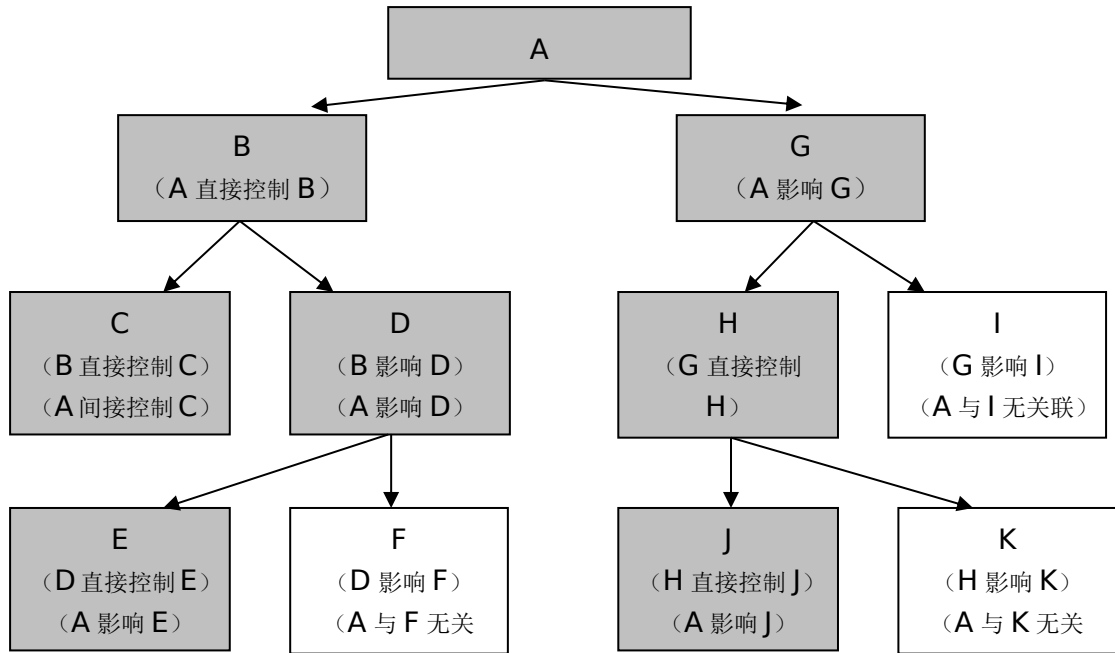 A
B
（A 直接控制 B）
G
（A 影响 G）
C
（B 直接控制 C）
（A 间接控制 C）
D
（B 影响 D）
（A 影响 D）
H
（G 直接控制
H）
I
（G 影响 I）
（A 与 I 无关联）
E
（D 直接控制 E）
（A 影响 E）
F
（D 影响 F）
（A 与 F 无关
J
（H 直接控制 J）
（A 影响 J）
K
（H 影响 K）
（A 与 K 无关